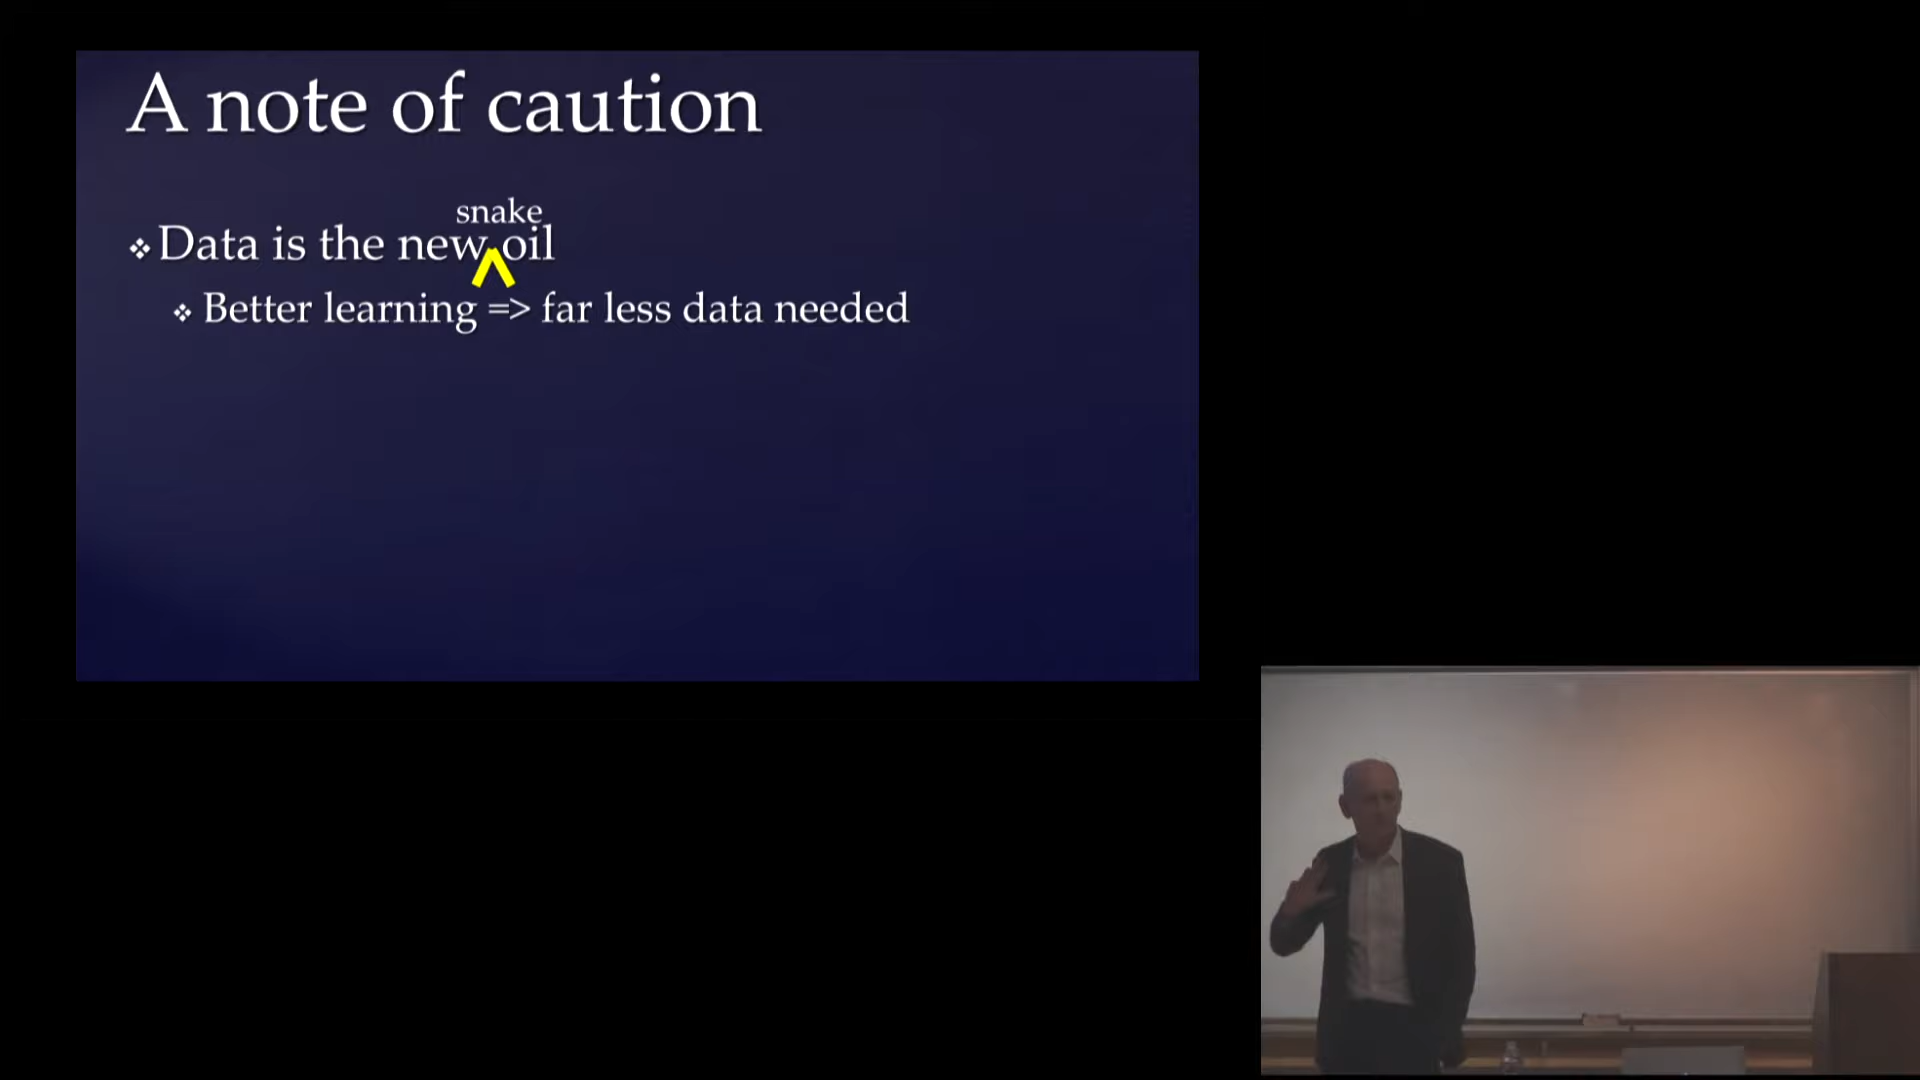 A note of caution
snake
❖ Data is the new oil
❖ Better learning => far less data needed